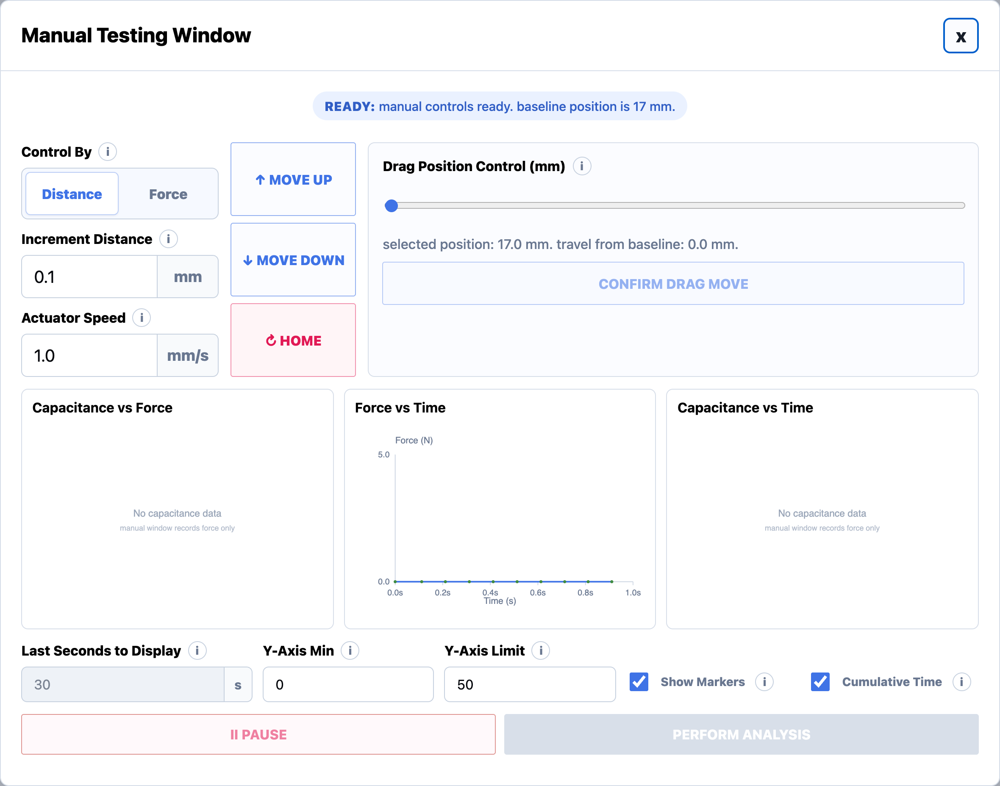 Manual Testing Window
x
READY: manual controls ready. baseline position is 17 mm.
Control By i
Distance Force
Increment Distance i
0.1 mm
Actuator Speed i
1.0 mm/s
↑ MOVE UP
↓ MOVE DOWN
↻ HOME
Drag Position Control (mm) i
selected position: 17.0 mm. travel from baseline: 0.0 mm.
CONFIRM DRAG MOVE
Capacitance vs Force
No capacitance data
manual window records force only
Force vs Time
Force (N)
5.0
0.0
0.0s 0.2s 0.4s 0.6s 0.8s 1.0s
Time (s)
Capacitance vs Time
No capacitance data
manual window records force only
Last Seconds to Display i
30 s
Y-Axis Min i
0
Y-Axis Limit i
50
Show Markers i
Cumulative Time i
II PAUSE
PERFORM ANALYSIS